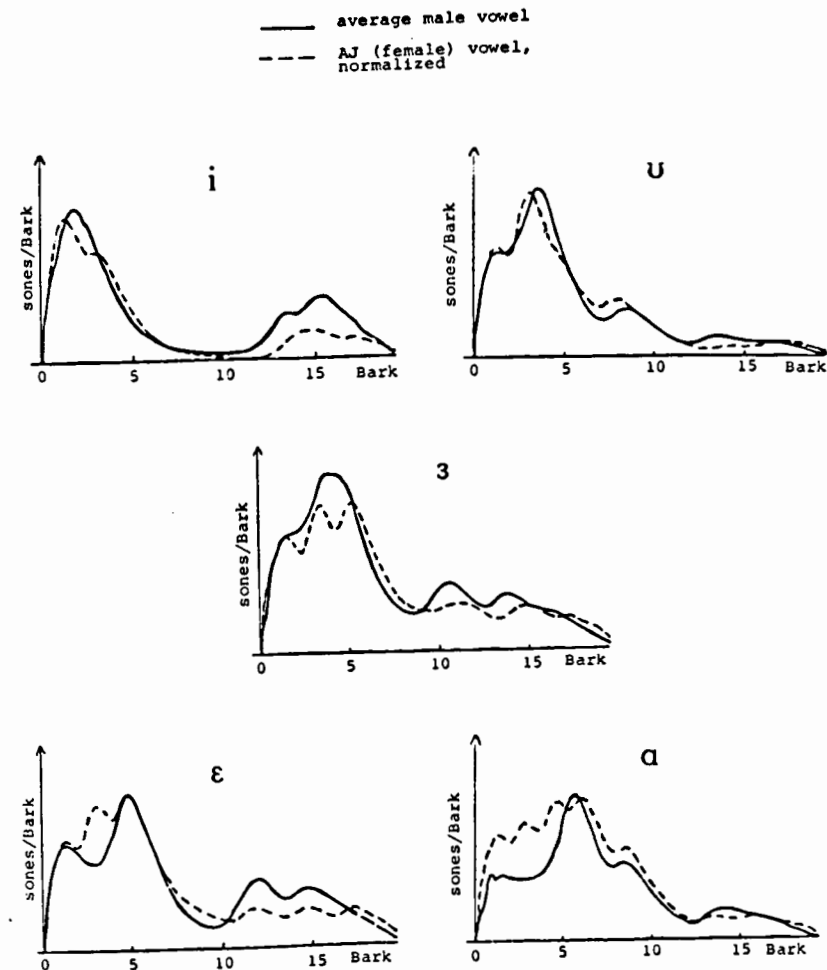 average male vowel
AJ (female) vowel,
normalized
i
sones/Bark
0 5 10 15 Bark
ʊ
sones/Bark
0 5 10 15 Bark
ɜ
sones/Bark
0 5 10 15 Bark
ɛ
sones/Bark
0 5 10 15 Bark
ɑ
sones/Bark
0 5 10 15 Bark